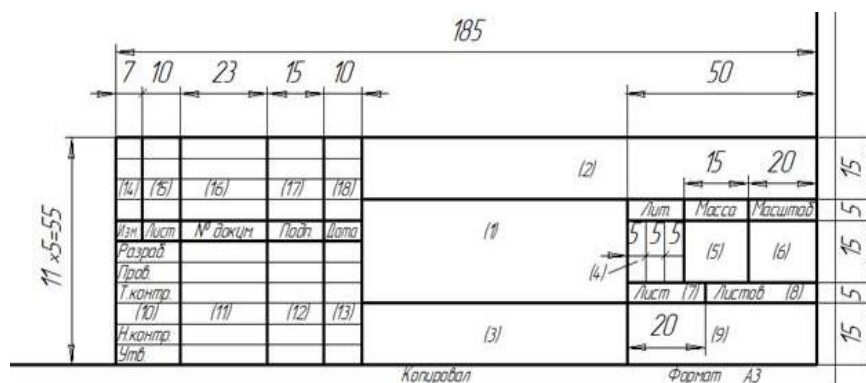 185
7 10 23 15 10 50
(2) 15 20 15
(14) (15) (16) (17) (18)
Лит. Масса Масштаб 5
Изм. Лист № докум. Подп. Дата (1) 5 5 5 (5) (6) 15
11 x5=55
Разраб.
Пров. (4)
Т.контр. Лист (7) Листов (8) 5
(10) (11) (12) (13)
Н.контр. (3) 20 (9) 15
Утв.
Копировал Формат А3